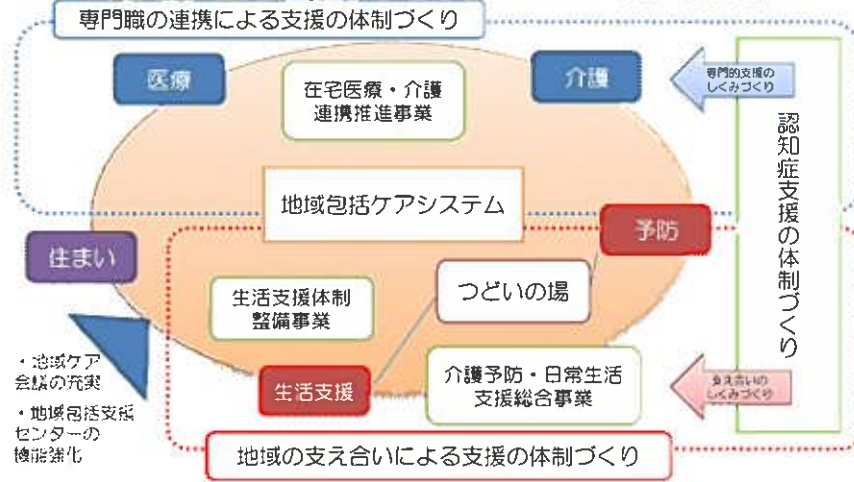 専門職の連携による支援の体制づくり
医療
在宅医療・介護
連携推進事業
介護
専門的支援の
しくみづくり
認知症支援の体制づくり
地域包括ケアシステム
予防
住まい
つどいの場
生活支援体制
整備事業
・地域ケア
会議の充実
・地域包括支援
センターの
機能強化
生活支援
介護予防・日常生活
支援総合事業
支え合いの
しくみづくり
地域の支え合いによる支援の体制づくり